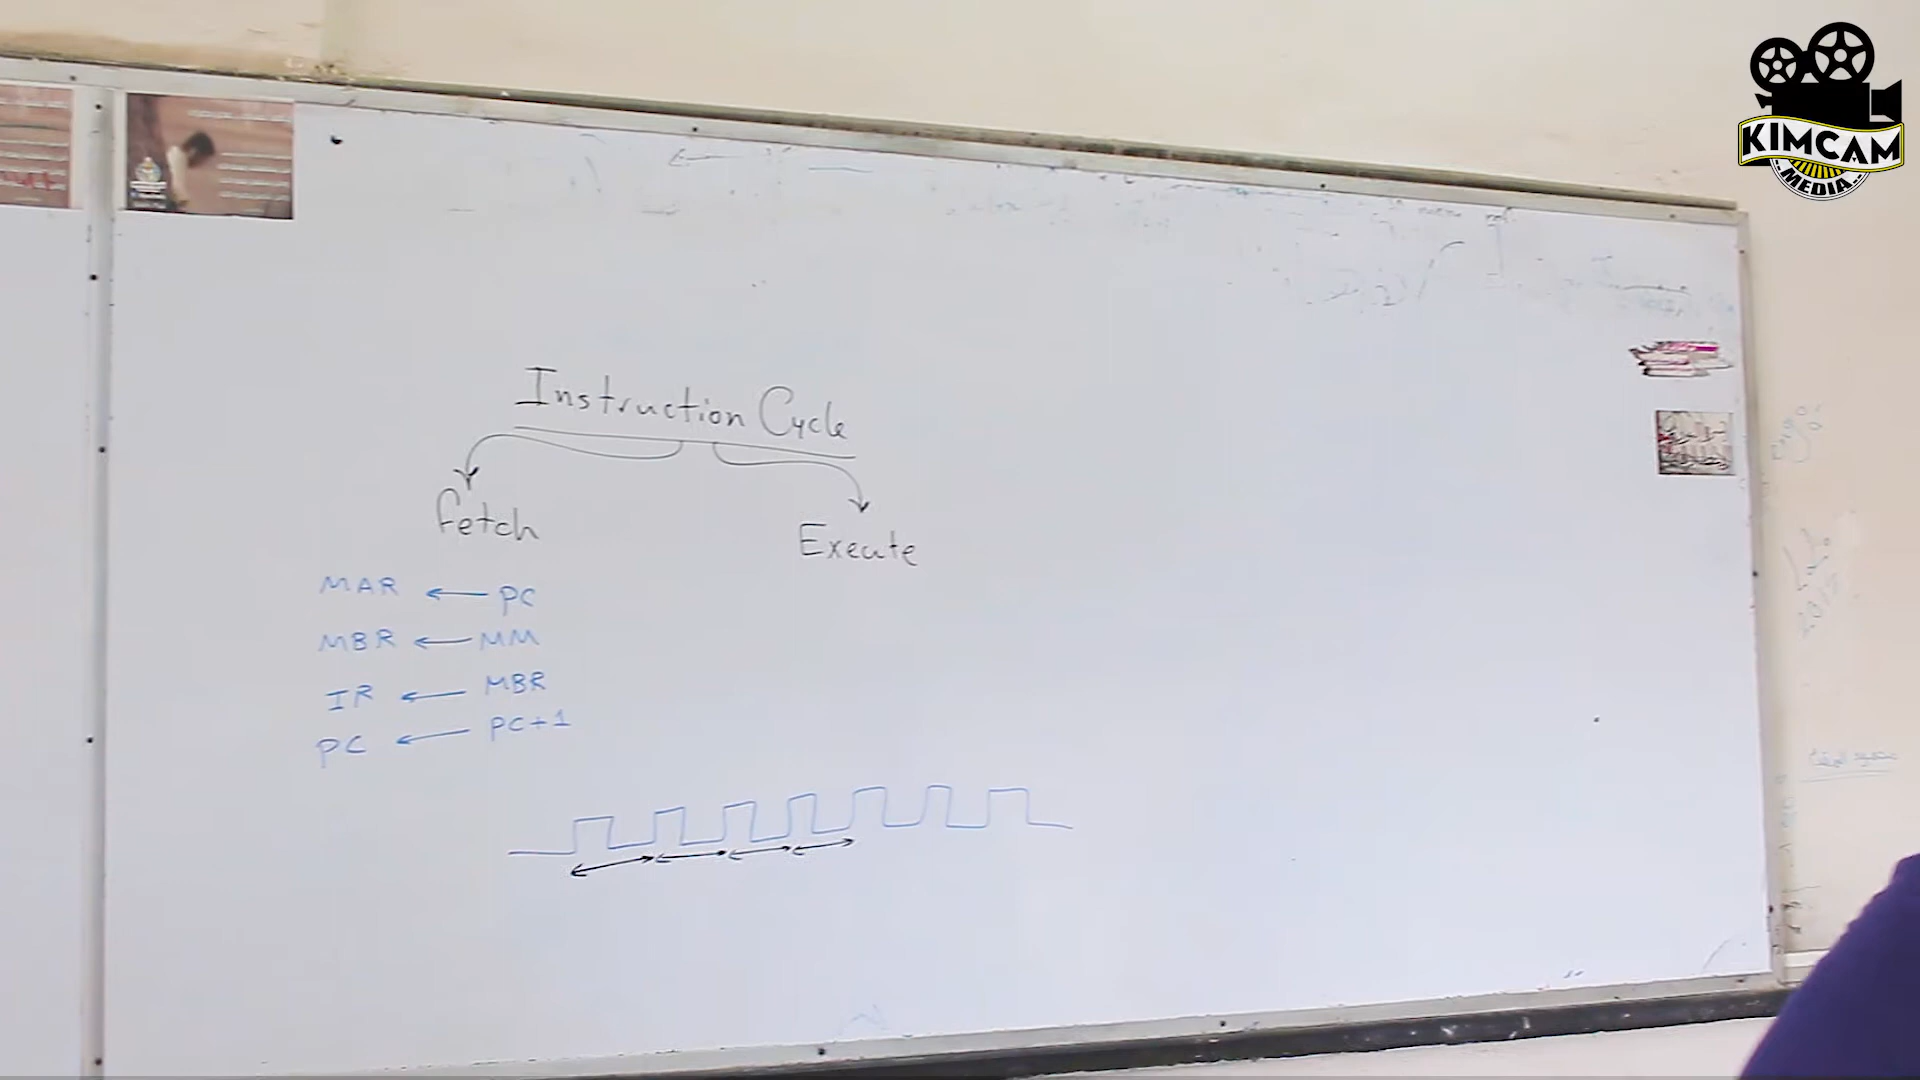 KIMCAM
MEDIA
Instruction Cycle
fetch
Execute
MAR ← PC
MBR ← MM
IR ← MBR
PC ← PC+1